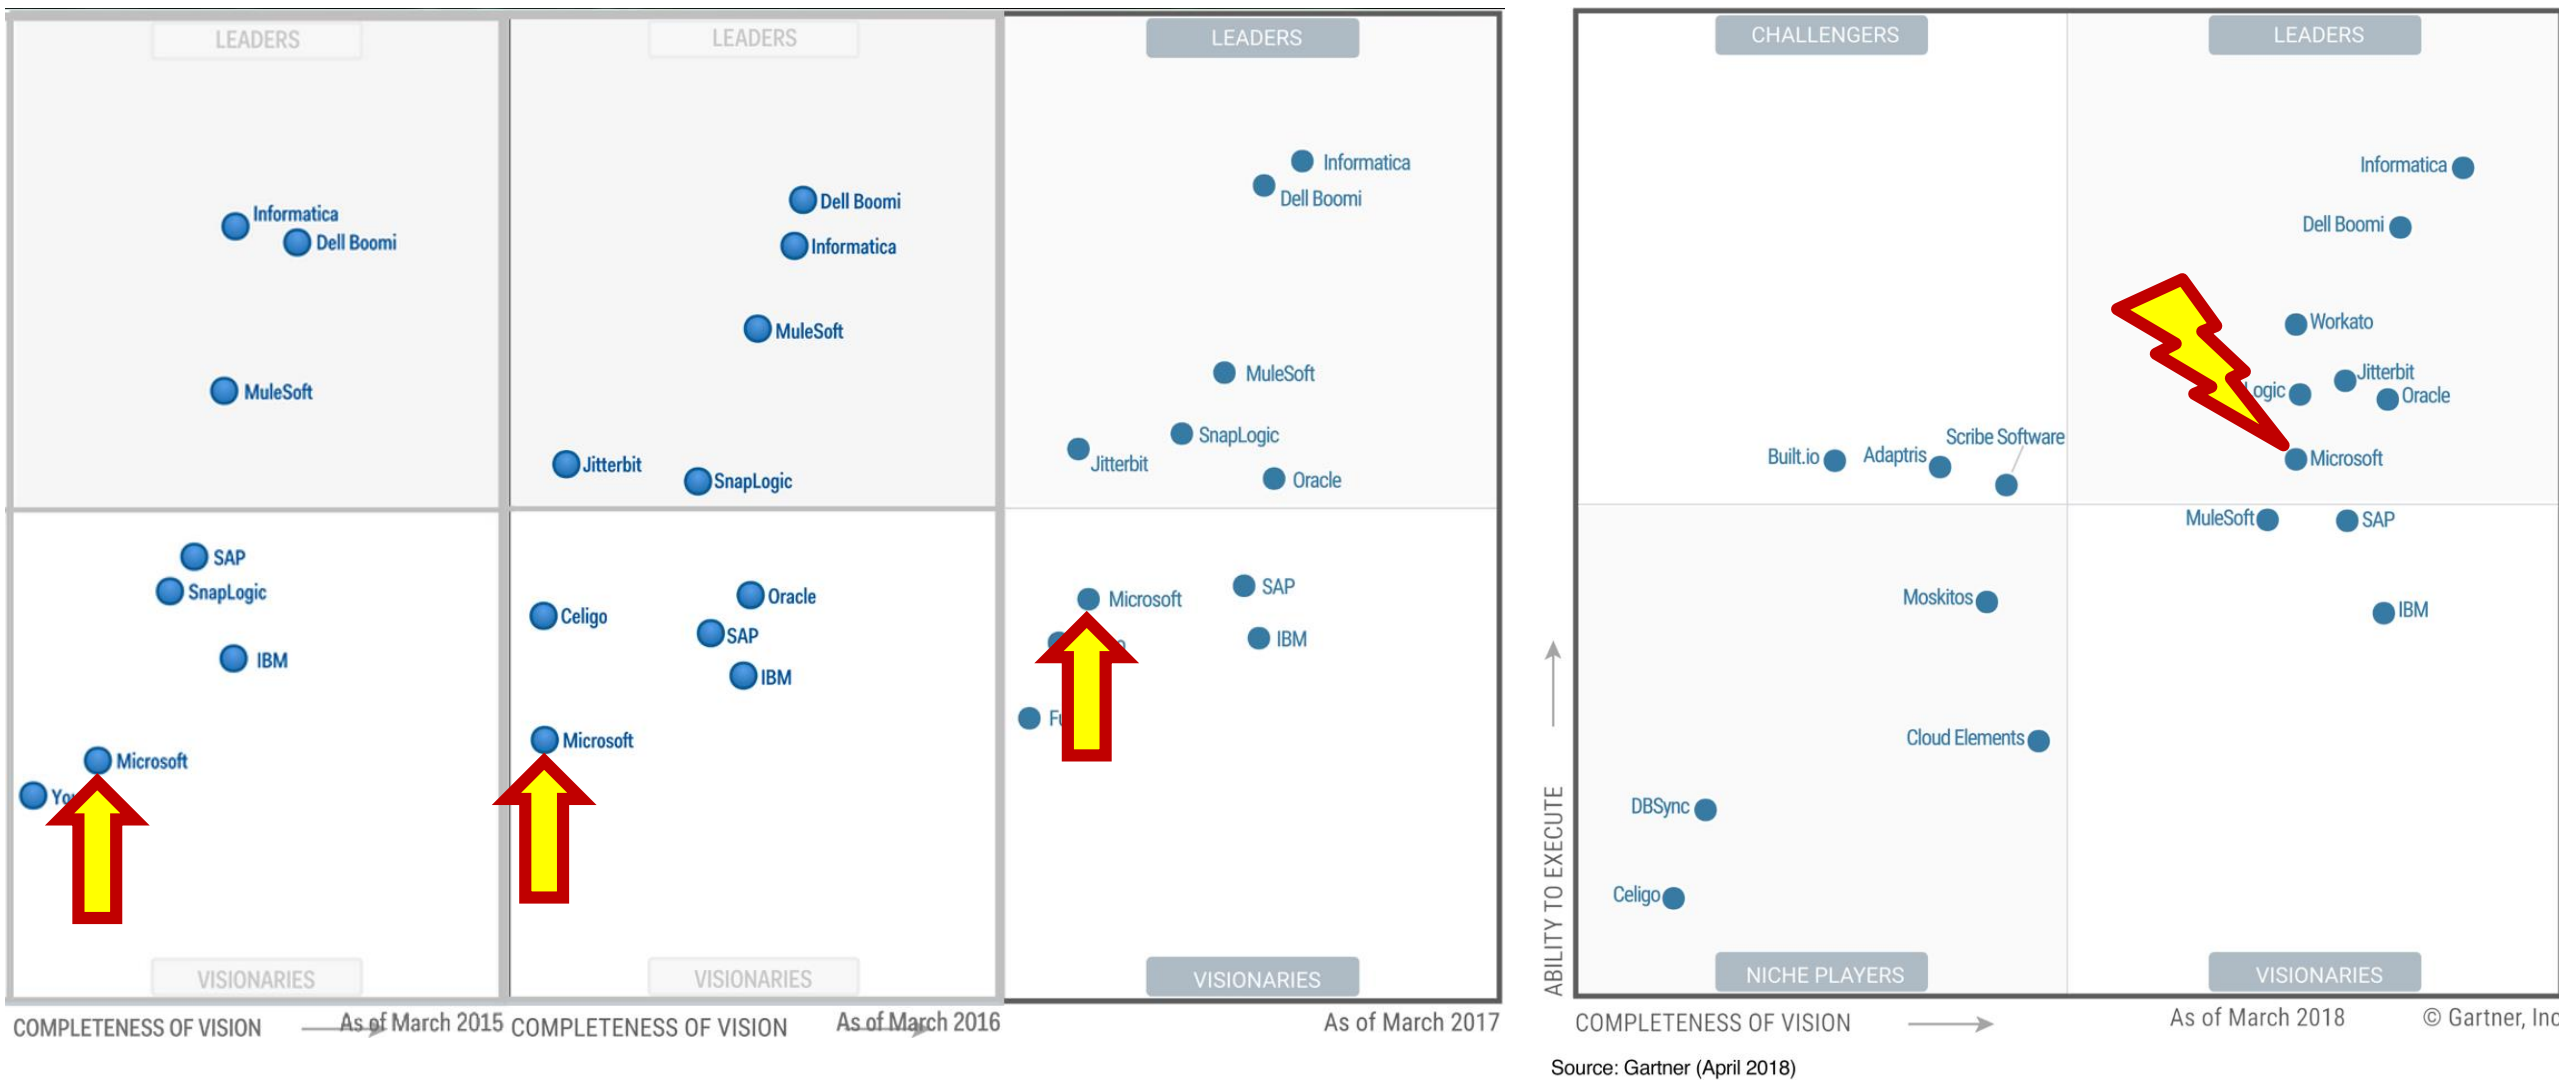 LEADERS
Informatica
Dell Boomi
MuleSoft
SAP
SnapLogic
IBM
Microsoft
VISIONARIES
COMPLETENESS OF VISION
As of March 2015
LEADERS
Dell Boomi
Informatica
MuleSoft
Jitterbit
SnapLogic
Celigo
Oracle
SAP
IBM
Microsoft
VISIONARIES
COMPLETENESS OF VISION
As of March 2016
LEADERS
Informatica
Dell Boomi
MuleSoft
SnapLogic
Jitterbit
Oracle
Microsoft
SAP
IBM
VISIONARIES
As of March 2017
CHALLENGERS
LEADERS
Informatica
Dell Boomi
Workato
Jitterbit
ogic
Oracle
Scribe Software
Built.io
Adaptris
Microsoft
MuleSoft
SAP
Moskitos
IBM
Cloud Elements
DBSync
Celigo
ABILITY TO EXECUTE
NICHE PLAYERS
VISIONARIES
COMPLETENESS OF VISION
As of March 2018
© Gartner, Inc
Source: Gartner (April 2018)